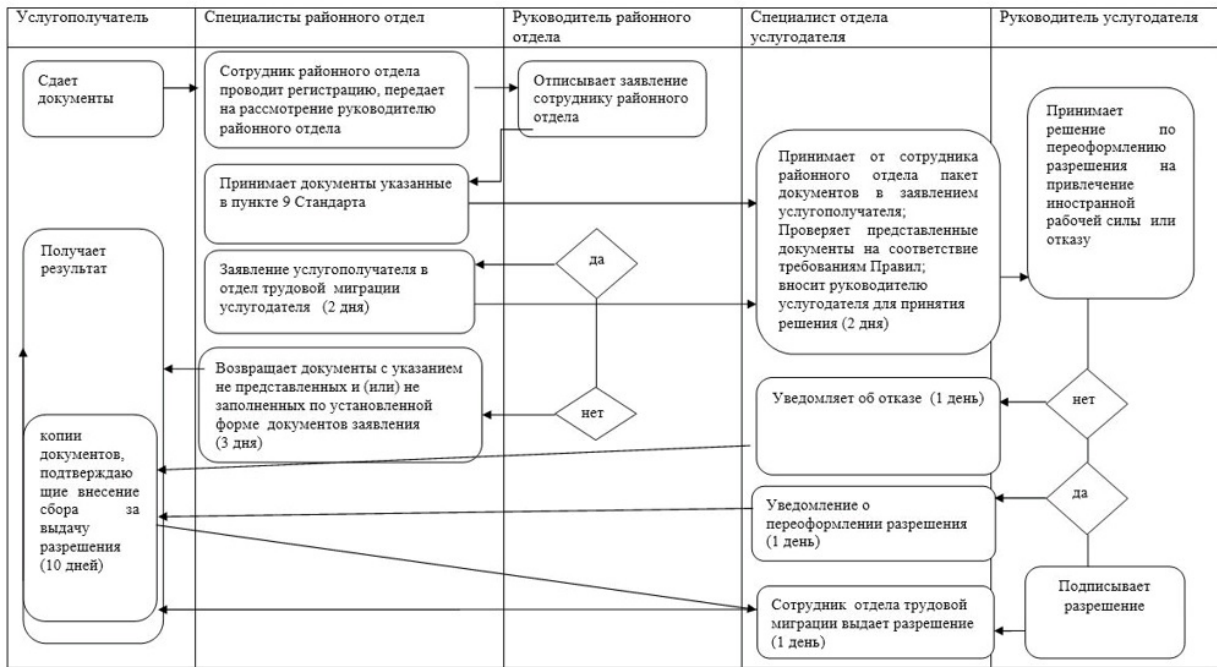 Услугополучатель
Специалисты районного отдел
Руководитель районного
отдела
Специалист отдела
услугодателя
Руководитель услугодателя
Сдает
документы
Сотрудник районного отдела
проводит регистрацию, передает
на рассмотрение руководителю
районного отдела
Отписывает заявление
сотруднику районного
отдела
Принимает
решение по
переоформлению
разрешения на
привлечение
иностранной
рабочей силы или
отказу
Принимает от сотрудника
районного отдела пакет
документов в заявлением
услугополучателя;
Проверяет представленные
документы на соответствие
требованиям Правил;
вносит руководителю
услугодателя для принятия
решения (2 дня)
Принимает документы указанные
в пункте 9 Стандарта
Получает
результат
Заявление услугополучателя в
отдел трудовой миграции
услугодателя (2 дня)
да
Возвращает документы с указанием
не представленных и (или) не
заполненных по установленной
форме документов заявления
(3 дня)
нет
Уведомляет об отказе (1 день)
нет
копии
документов,
подтверждаю
щие внесение
сбора за
выдачу
разрешения
(10 дней)
Уведомление о
переоформлении разрешения
(1 день)
да
Сотрудник отдела трудовой
миграции выдает разрешение
(1 день)
Подписывает
разрешение